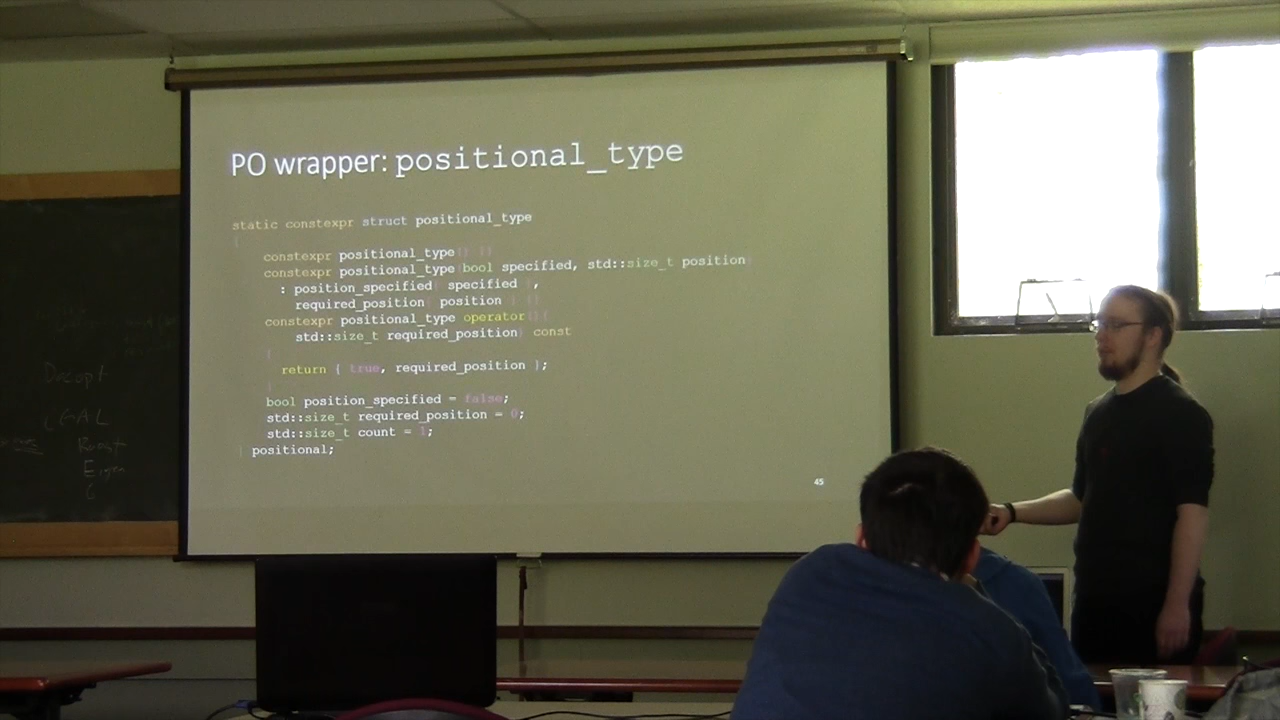 PO wrapper: positional_type
static constexpr struct positional_type
{
constexpr positional_type() {}
constexpr positional_type(bool specified, std::size_t position)
: position_specified{ specified },
required_position{ position } {}
constexpr positional_type operator()(
std::size_t required_position) const
{
return { true, required_position };
}
bool position_specified = false;
std::size_t required_position = 0;
std::size_t count = 1;
} positional;
45
Docopt
CGAL